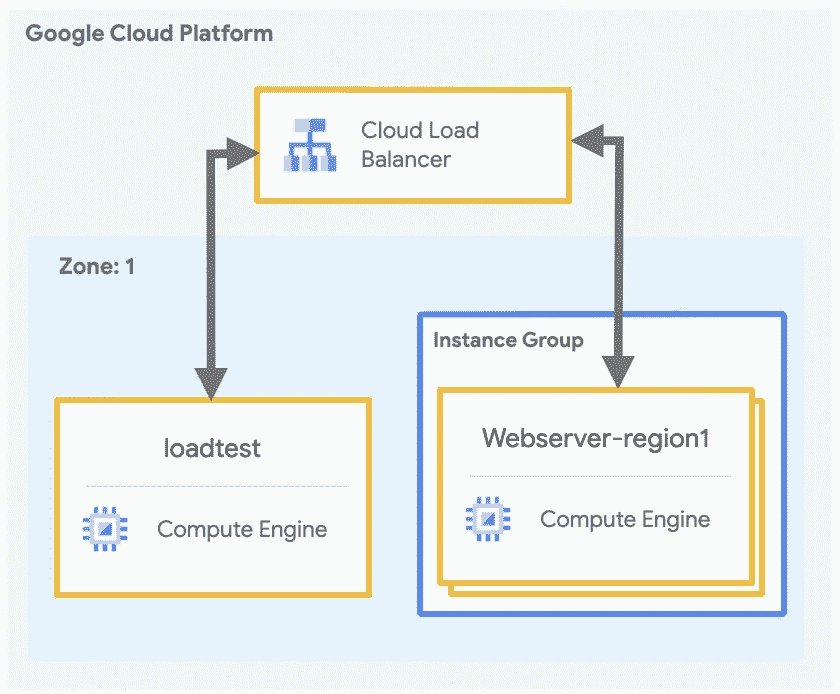 Google Cloud Platform
Cloud Load
Balancer
Zone: 1
Instance Group
loadtest
Compute Engine
Webserver-region1
Compute Engine